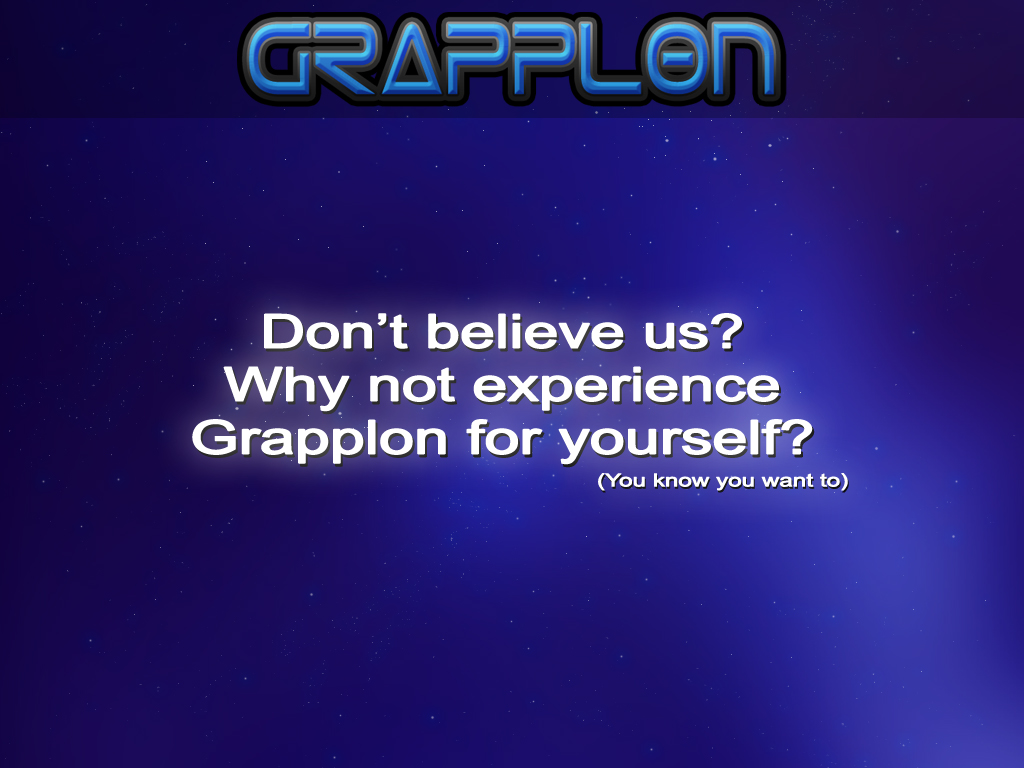 GRAPPLON
Don't believe us?
Why not experience
Grapplon for yourself?
(You know you want to)